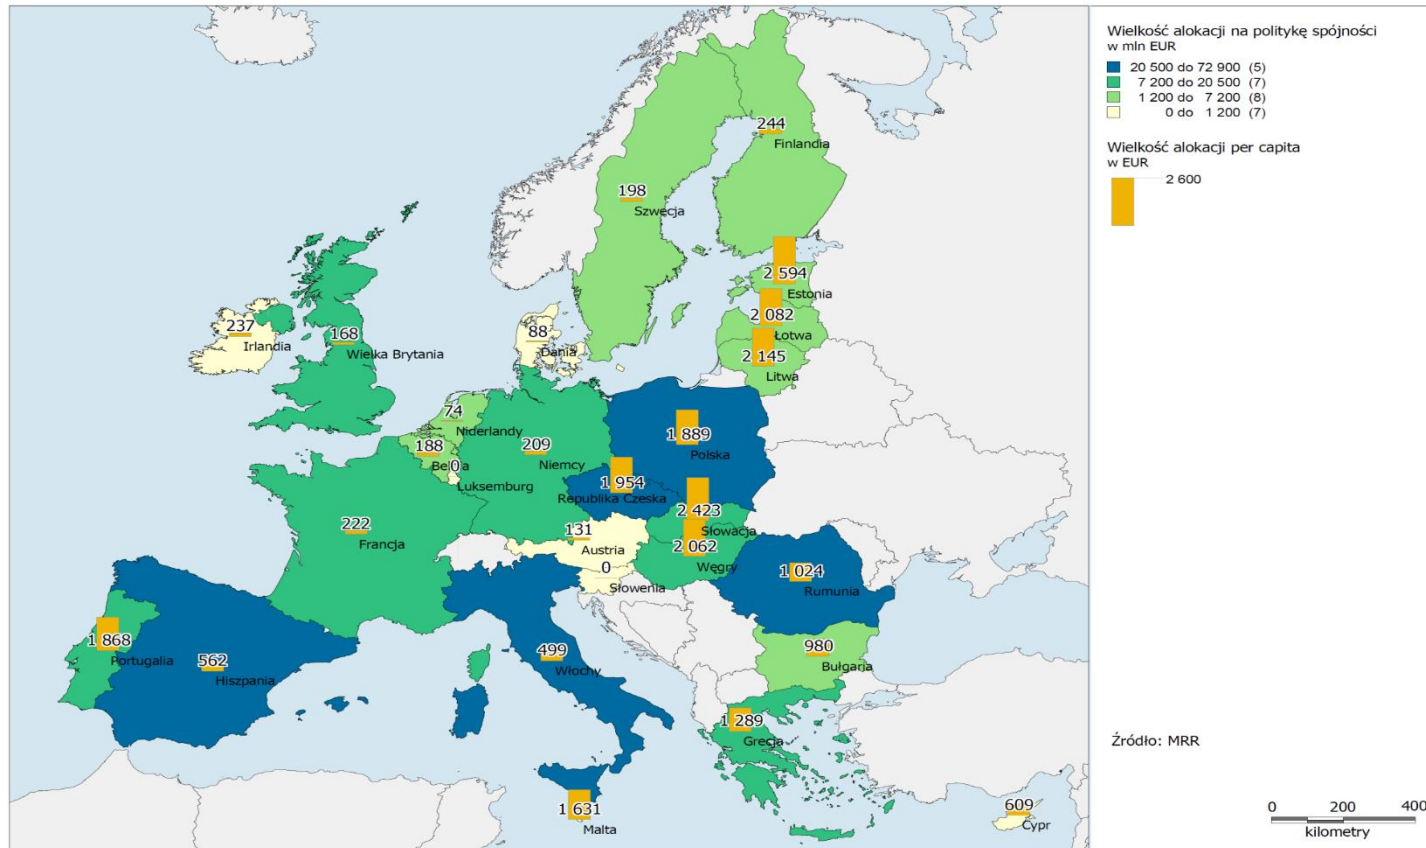 Wielkość alokacji na politykę spójności
w mln EUR
20 500 do 72 900 (5)
7 200 do 20 500 (7)
1 200 do 7 200 (8)
0 do 1 200 (7)
Wielkość alokacji per capita
w EUR
2 600
244
Finlandia
198
Szwecja
2 594
Estonia
2 082
Łotwa
2 145
Litwa
237
Irlandia
168
Wielka Brytania
88
Dania
74
Niderlandy
188
Belgia
0
Luksemburg
209
Niemcy
1 889
Polska
1 954
Republika Czeska
2 423
Słowacja
2 062
Węgry
222
Francja
131
Austria
0
Słowenia
1 024
Rumunia
980
Bułgaria
1 868
Portugalia
562
Hiszpania
499
Włochy
1 289
Grecja
1 631
Malta
609
Cypr
Źródło: MRR
0 200 400
kilometry